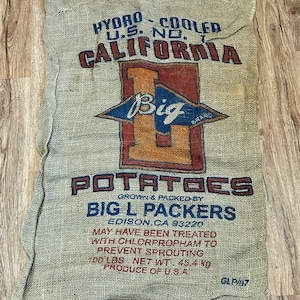 HYDRO - COOLED
U.S. NO. 1
CALIFORNIA
L
Big
BRAND
POTATOES
GROWN & PACKED BY
BIG L PACKERS
EDISON, CA 93220
MAY HAVE BEEN TREATED
WITH CHLORPROPHAM TO
PREVENT SPROUTING
100 LBS NET WT. 45.4 kg
PRODUCE OF U.S.A.